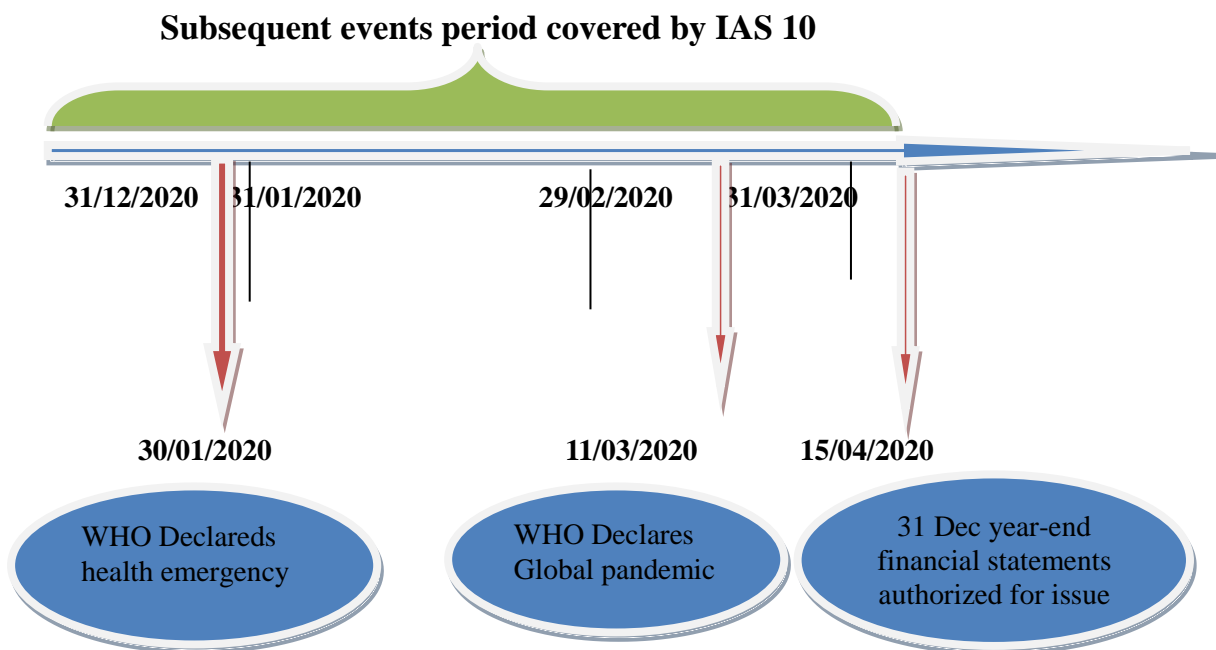 Subsequent events period covered by IAS 10
31/12/2020 31/01/2020 29/02/2020 31/03/2020
30/01/2020 11/03/2020 15/04/2020
WHO Declareds
health emergency
WHO Declares
Global pandemic
31 Dec year-end
financial statements
authorized for issue